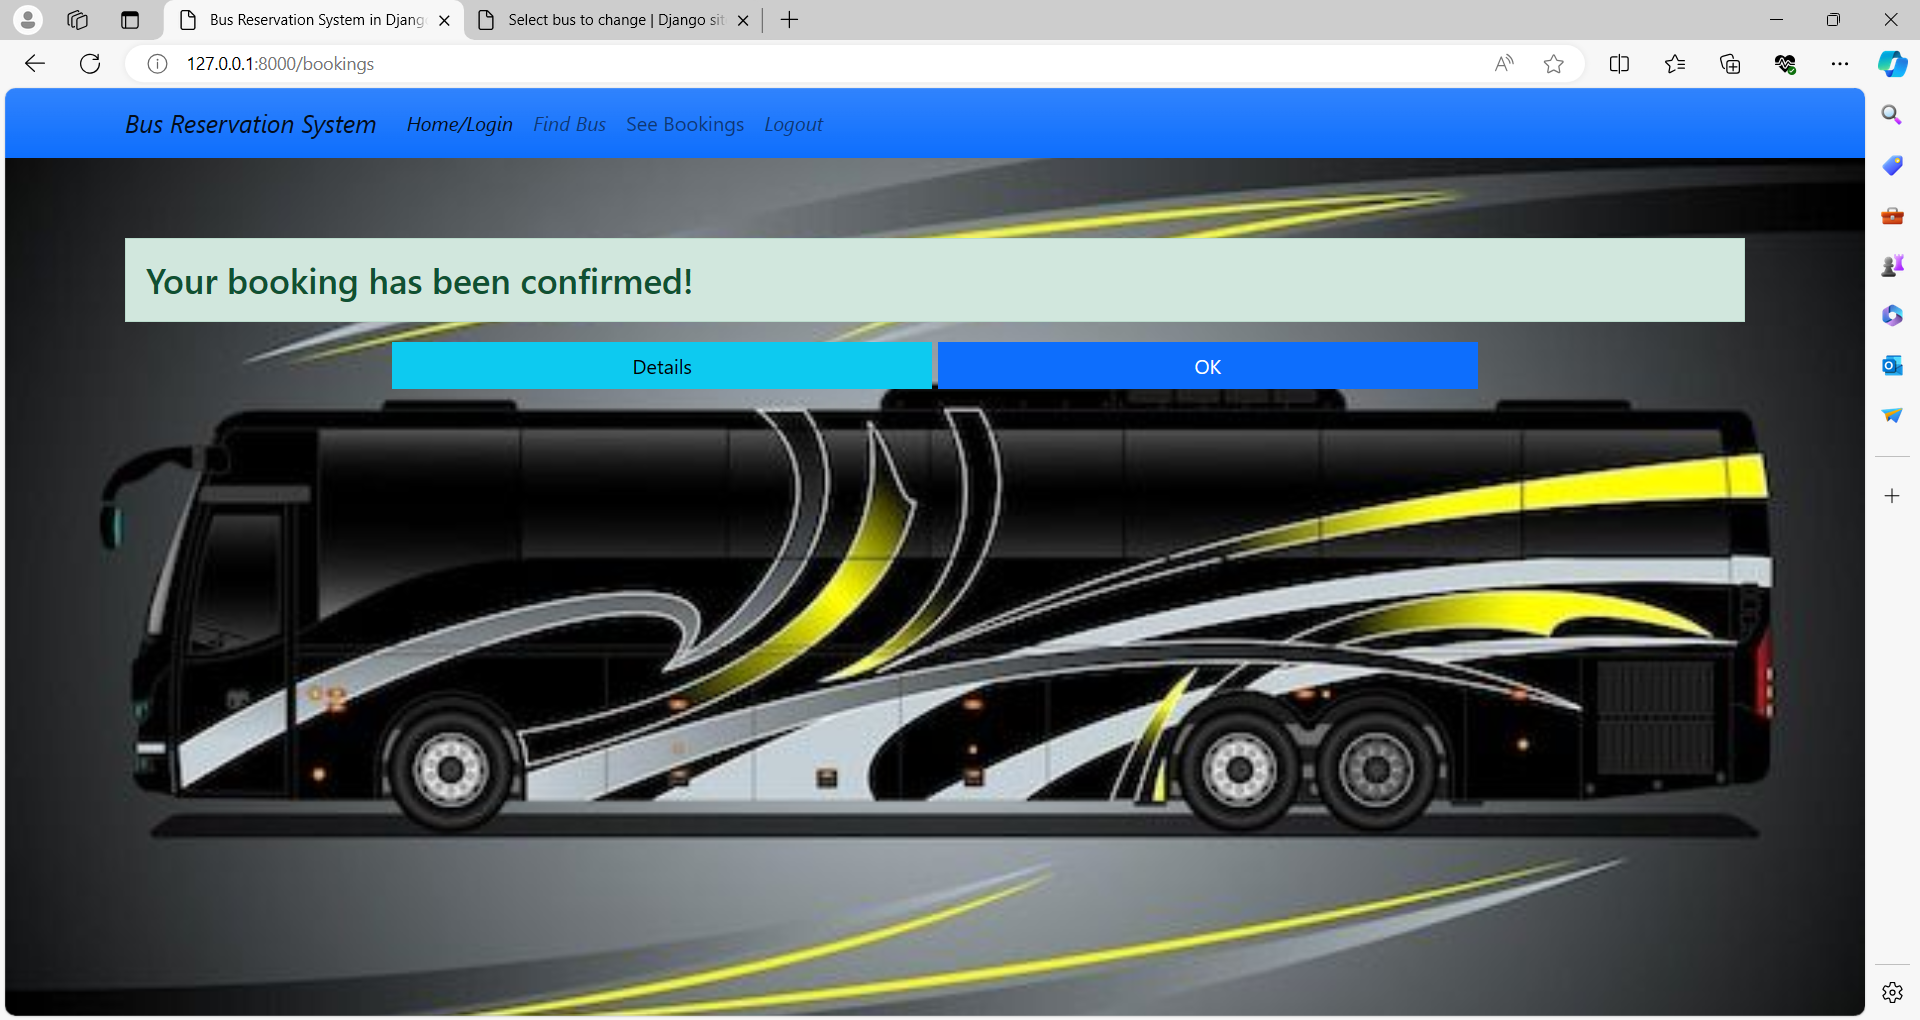 Bus Reservation System in Djang
Select bus to change | Django sit
127.0.0.1:8000/bookings
Bus Reservation System
Home/Login
Find Bus
See Bookings
Logout
Your booking has been confirmed!
Details
OK